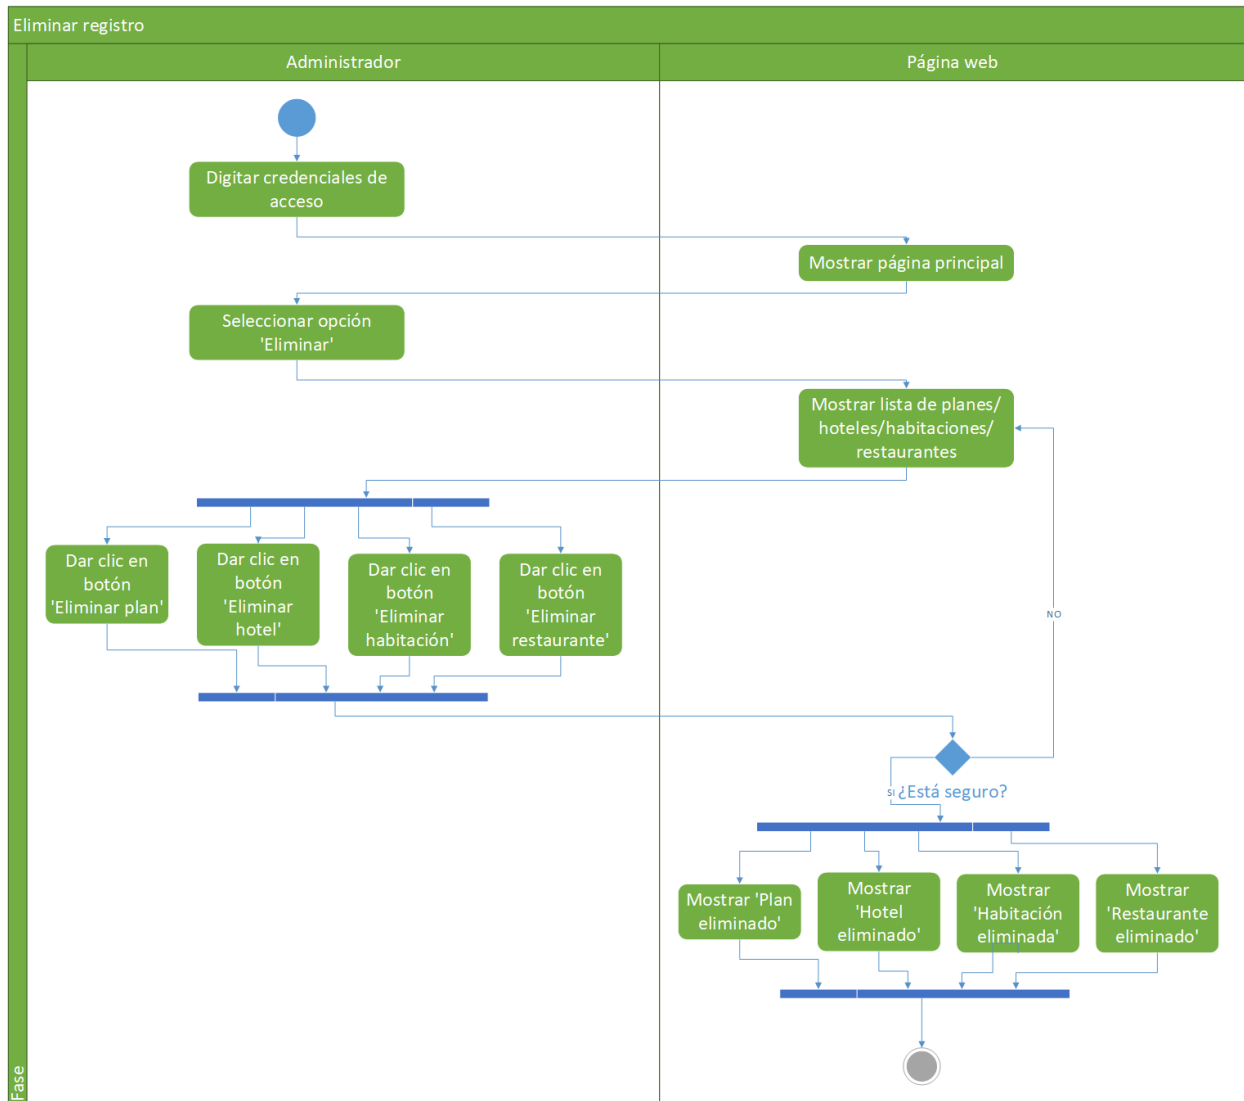 Eliminar registro
Administrador
Página web
Digitar credenciales de
acceso
Mostrar página principal
Seleccionar opción
'Eliminar'
Mostrar lista de planes/
hoteles/habitaciones/
restaurantes
Dar clic en
botón
'Eliminar plan'
Dar clic en
botón
'Eliminar
hotel'
Dar clic en
botón
'Eliminar
habitación'
Dar clic en
botón
'Eliminar
restaurante'
NO
SI
¿Está seguro?
Mostrar 'Plan
eliminado'
Mostrar
'Hotel
eliminado'
Mostrar
'Habitación
eliminada'
Mostrar
'Restaurante
eliminado'
Fase